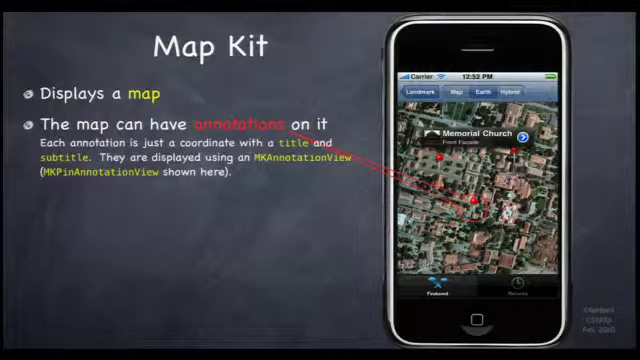 Map Kit
Displays a map
The map can have annotations on it
Each annotation is just a coordinate with a title and
subtitle. They are displayed using an MKAnnotationView
(MKPinAnnotationView shown here).
Carrier 12:52 PM
Landmark Map Earth Hybrid
Memorial Church
Front Facade
Featured Recents
Stanford
CS193p
Fall 2010